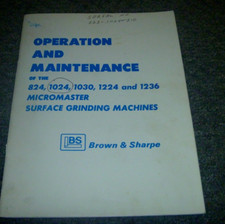 OPERATION
AND
MAINTENANCE
OF THE
824, 1024, 1030, 1224 and 1236
MICROMASTER
SURFACE GRINDING MACHINES
BS
Brown & Sharpe